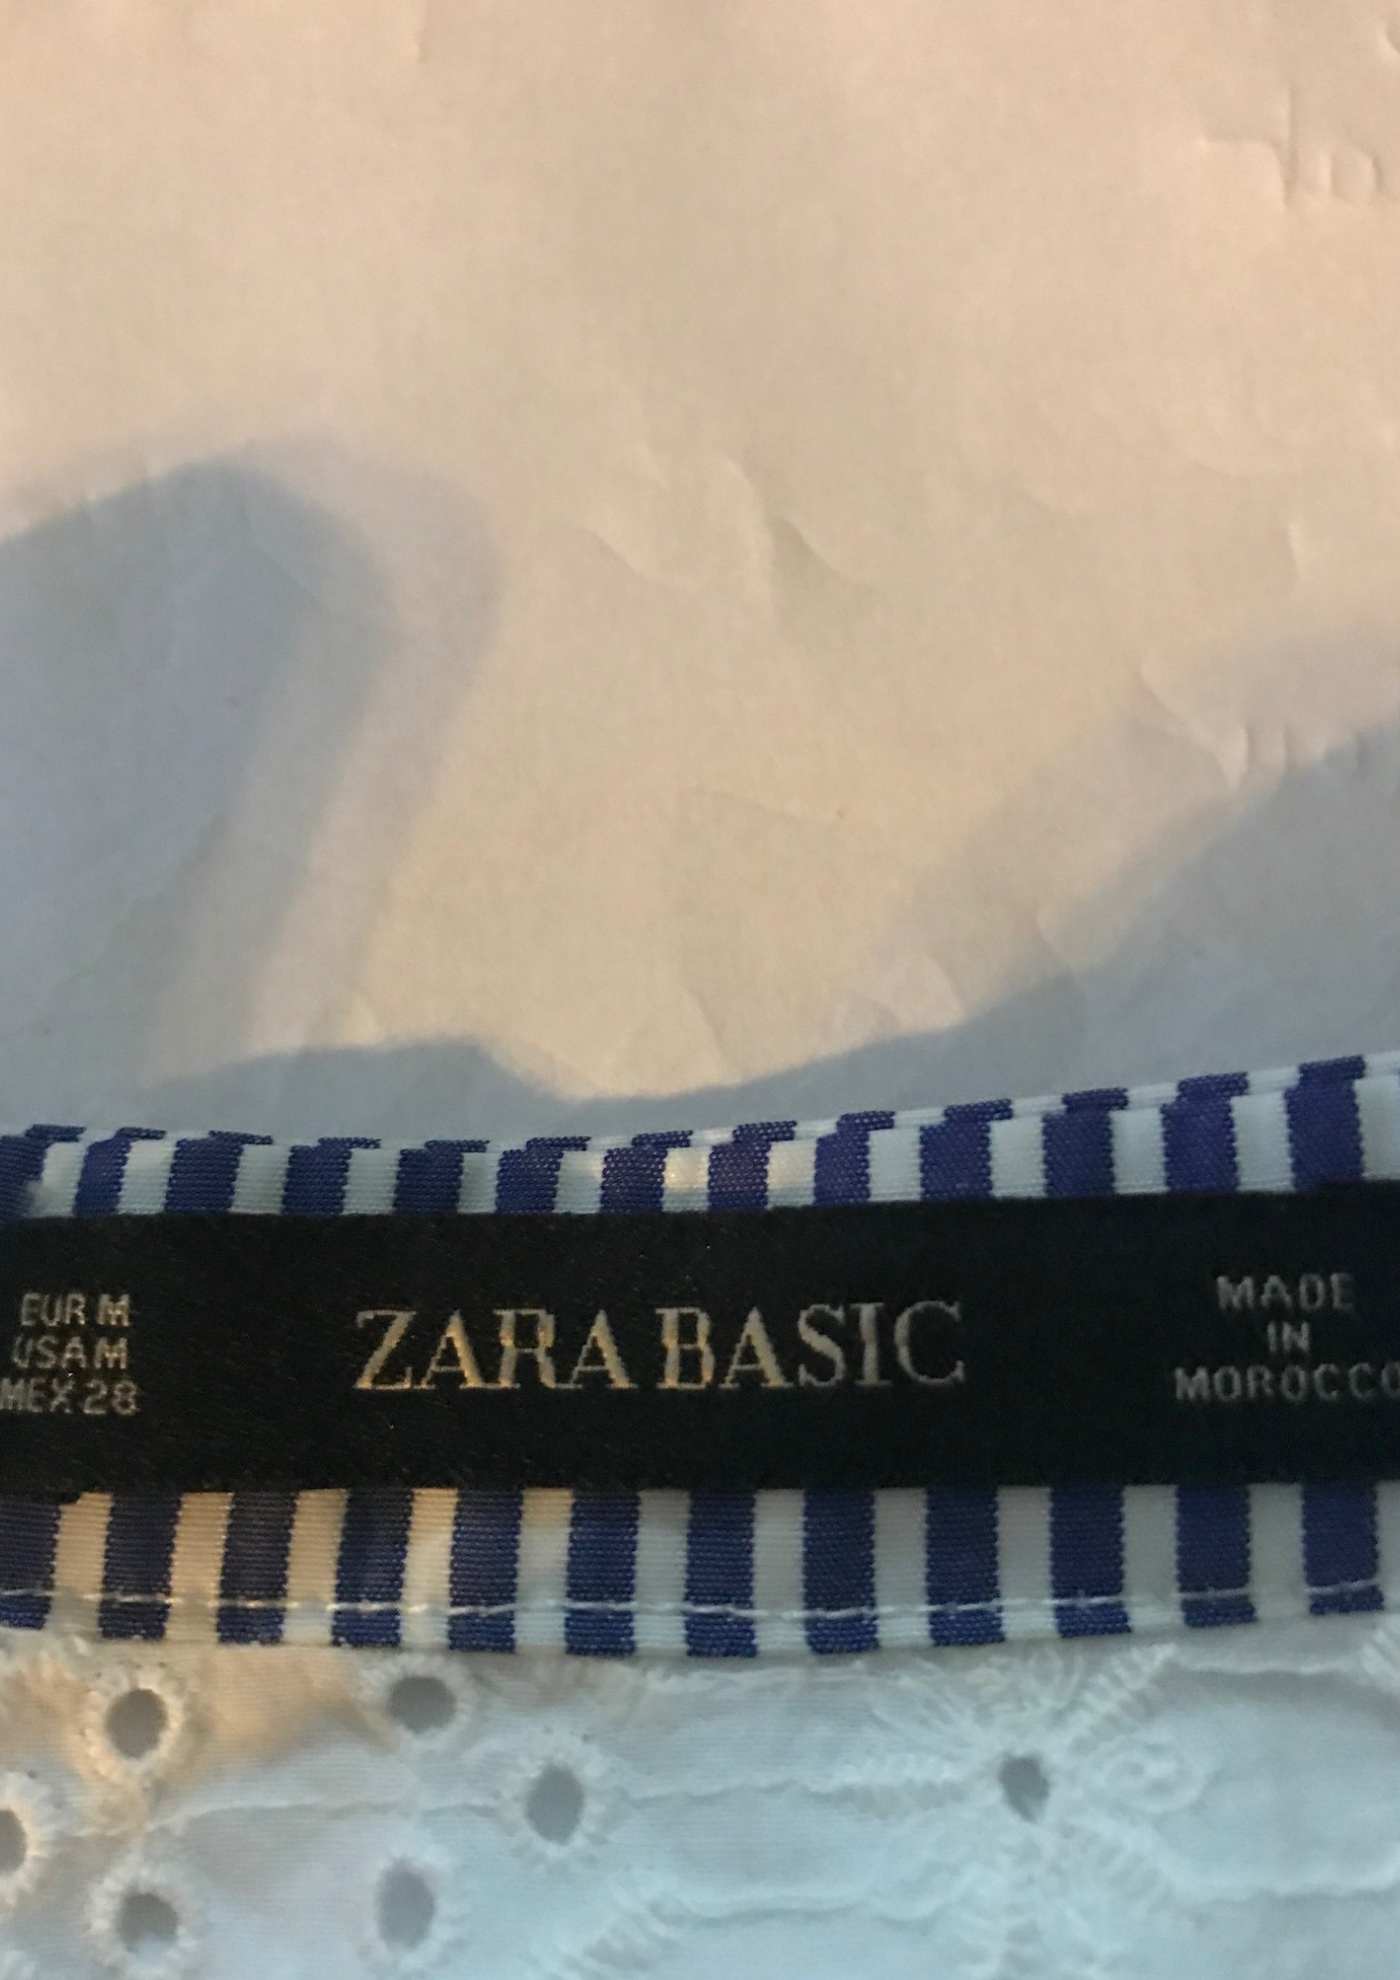 EUR M
USA M
MEX 28
ZARA BASIC
MADE
IN
MOROCCO